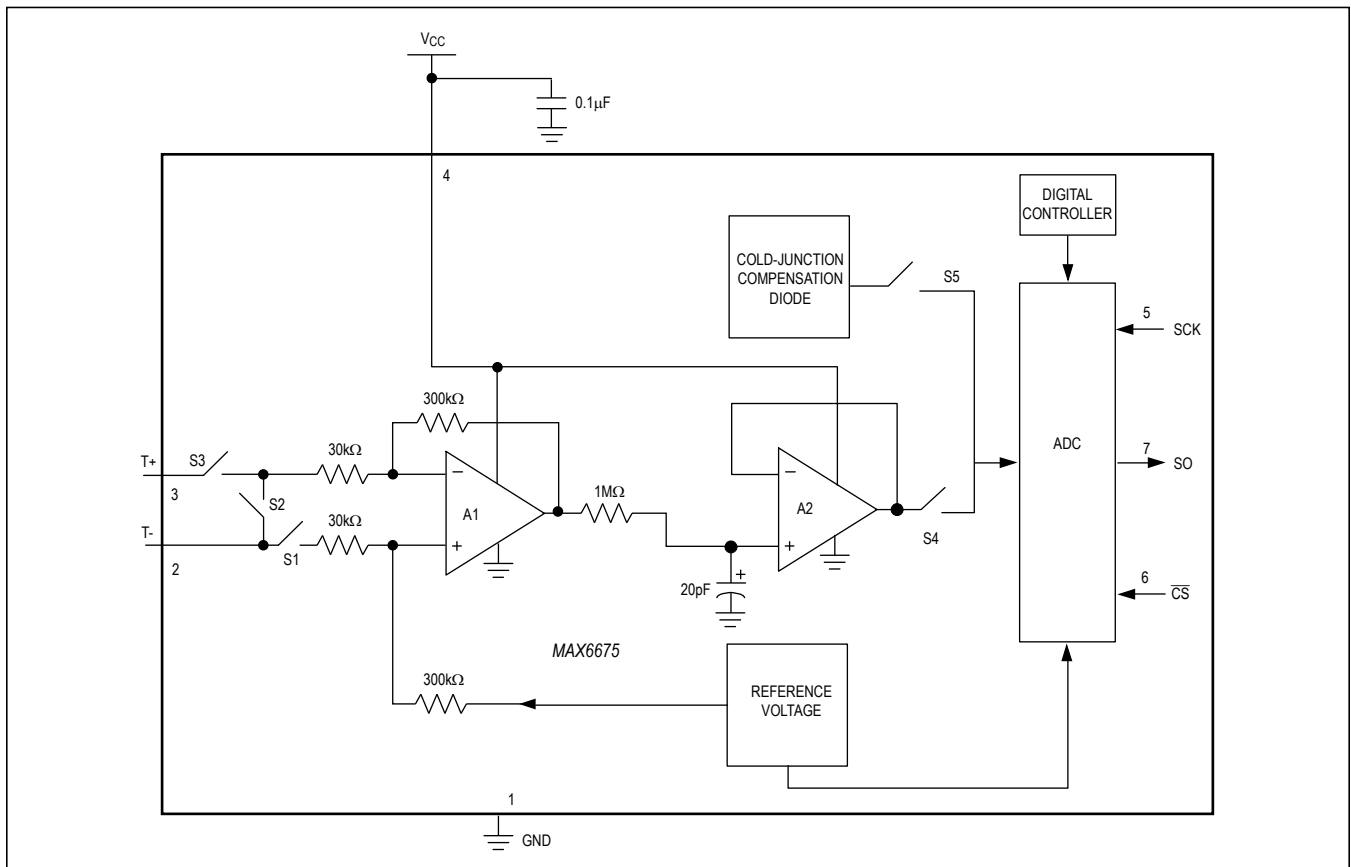 VCC
0.1μF
4
DIGITAL
CONTROLLER
COLD-JUNCTION
COMPENSATION
DIODE
S5
5
SCK
300kΩ
30kΩ
T+
S3
3
S2
A1
1MΩ
A2
ADC
7
SO
T-
2
S1
30kΩ
S4
20pF
6
CS
MAX6675
300kΩ
REFERENCE
VOLTAGE
1
GND
−
+
−
+
+